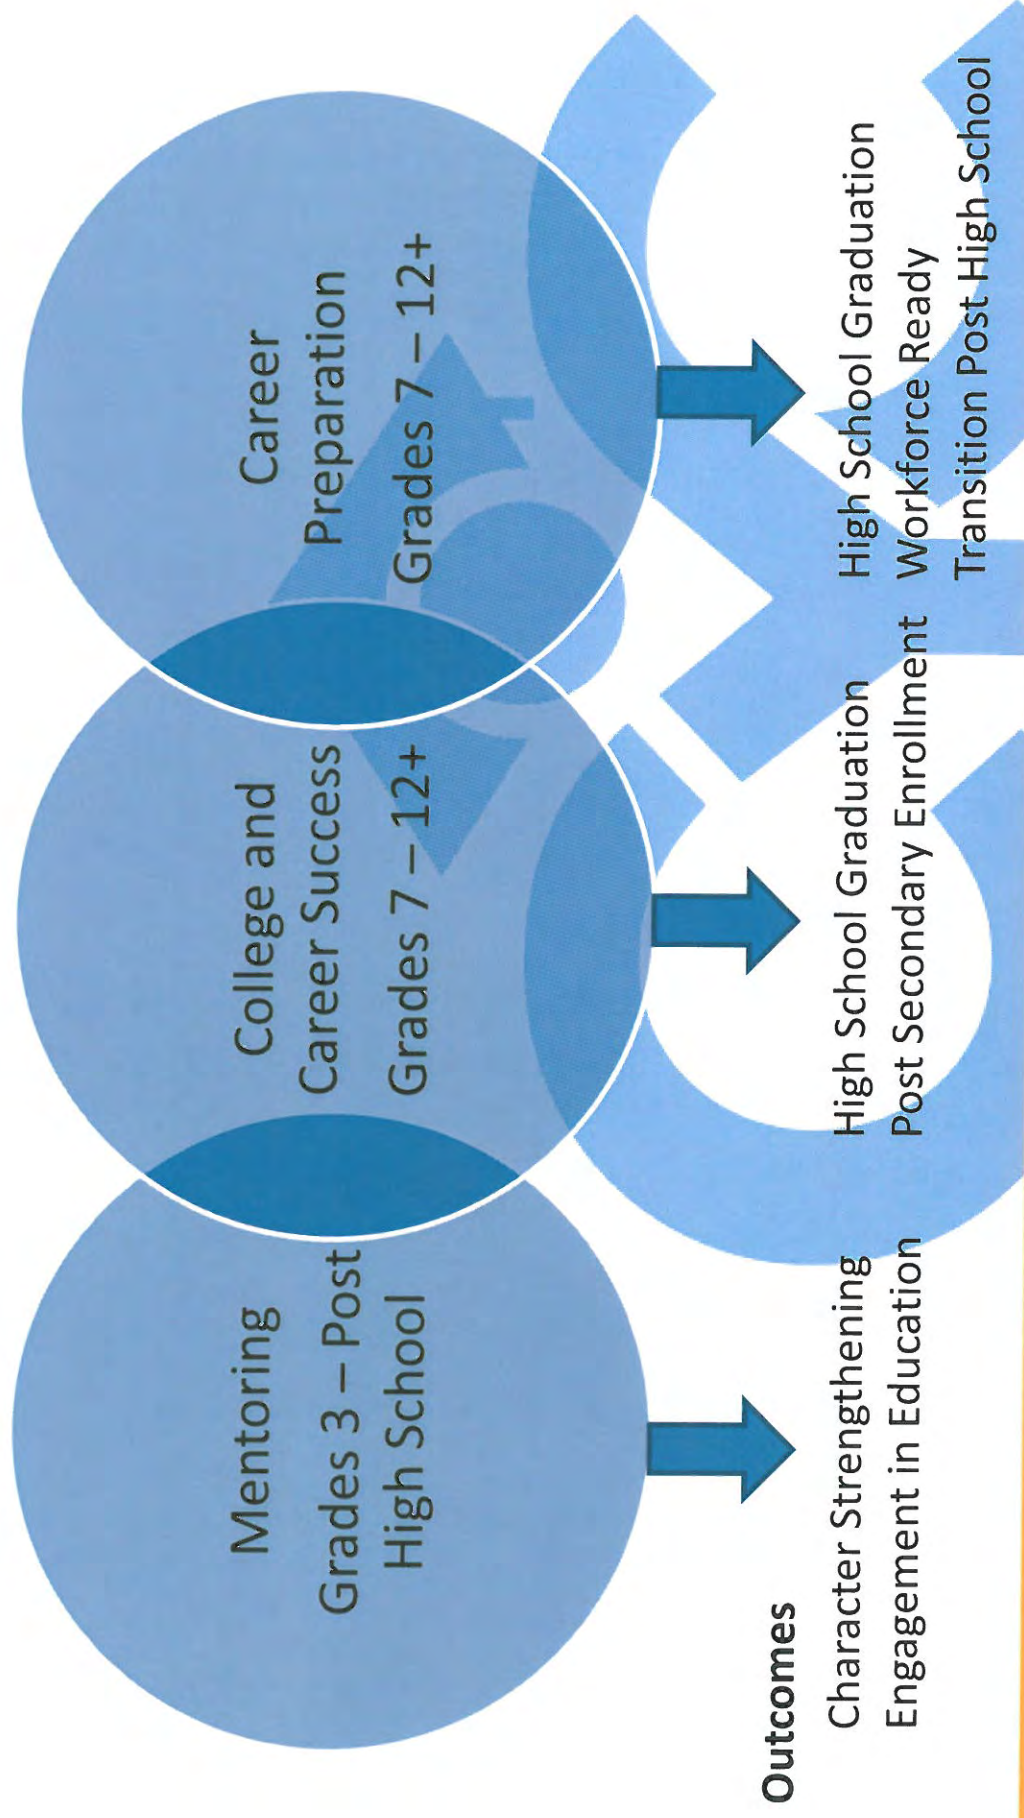 Mentoring
Grades 3 – Post
High School
College and
Career Success
Grades 7 – 12+
Career
Preparation
Grades 7 – 12+
Outcomes
Character Strengthening
Engagement in Education
High School Graduation
Post Secondary Enrollment
High School Graduation
Workforce Ready
Transition Post High School